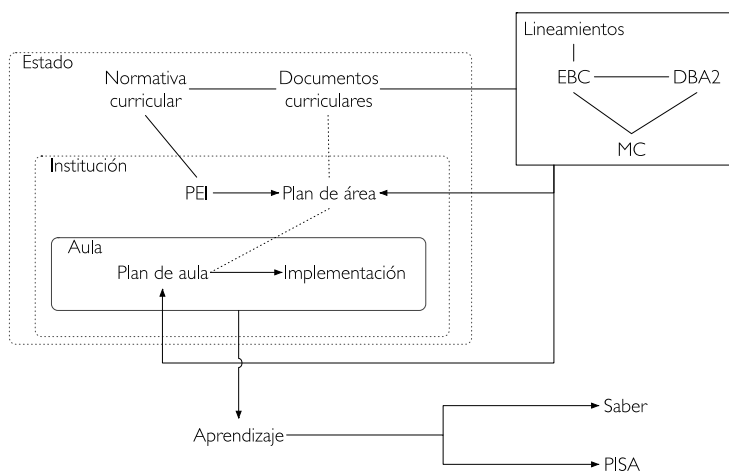 Lineamientos
Estado
Normativa
curricular
Documentos
curriculares
EBC
DBA2
MC
Institución
PEI
Plan de área
Aula
Plan de aula
Implementación
Aprendizaje
Saber
PISA